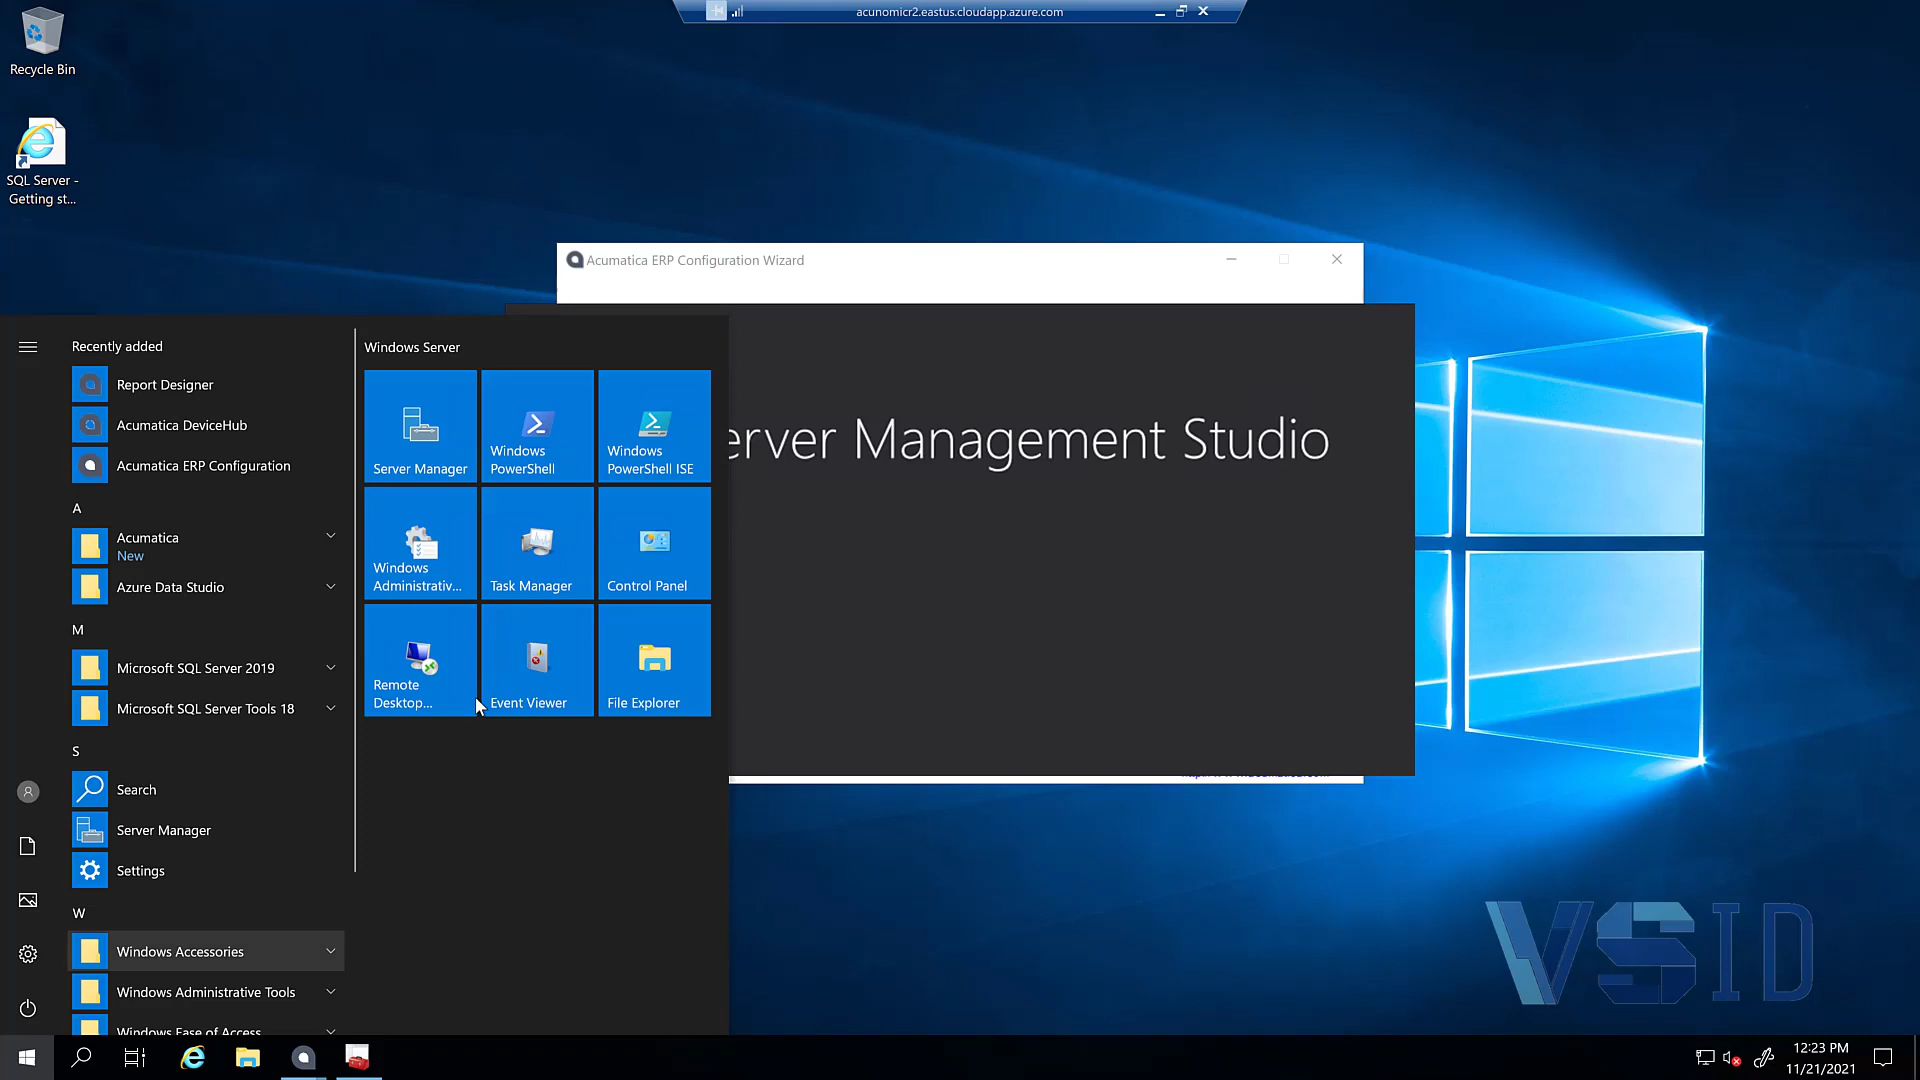 acunomicr2.eastus.cloudapp.azure.com
Recycle Bin
SQL Server -
Getting st...
Acumatica ERP Configuration Wizard
erver Management Studio
Recently added
Report Designer
Acumatica DeviceHub
Acumatica ERP Configuration
A
Acumatica
New
Azure Data Studio
M
Microsoft SQL Server 2019
Microsoft SQL Server Tools 18
S
Search
Server Manager
Settings
W
Windows Accessories
Windows Administrative Tools
Windows Ease of Access
Windows Server
Server Manager
Windows
PowerShell
Windows
PowerShell ISE
Windows
Administrativ...
Task Manager
Control Panel
Remote
Desktop...
Event Viewer
File Explorer
VSID
12:23 PM
11/21/2021